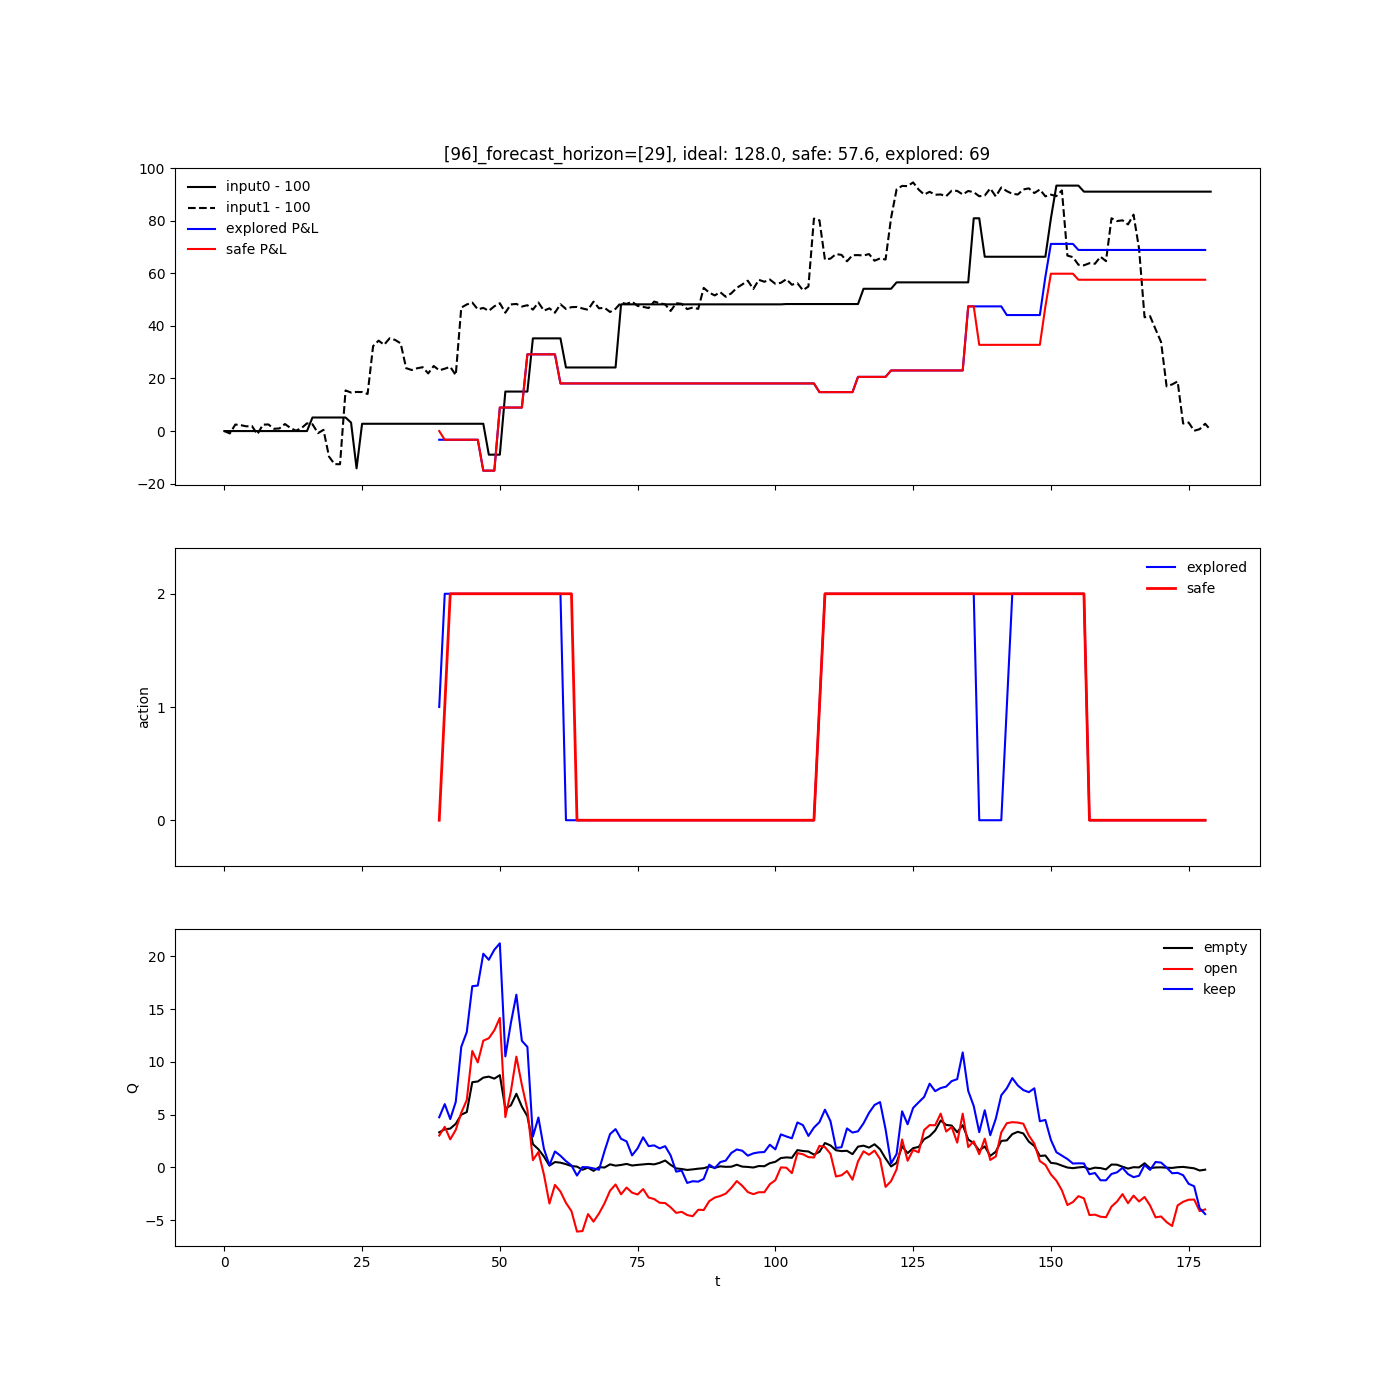 [96]_forecast_horizon=[29], ideal: 128.0, safe: 57.6, explored: 69
100
80
60
40
20
0
−20
input0 - 100
input1 - 100
explored P&L
safe P&L
action
2
1
0
explored
safe
Q
20
15
10
5
0
−5
empty
open
keep
0 25 50 75 100 125 150 175
t